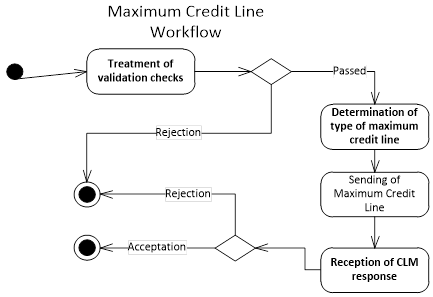 Maximum Credit Line
Workflow
Treatment of
validation checks
Passed
Determination of
type of maximum
credit line
Rejection
Sending of
Maximum Credit
Line
Rejection
Acceptation
Reception of CLM
response